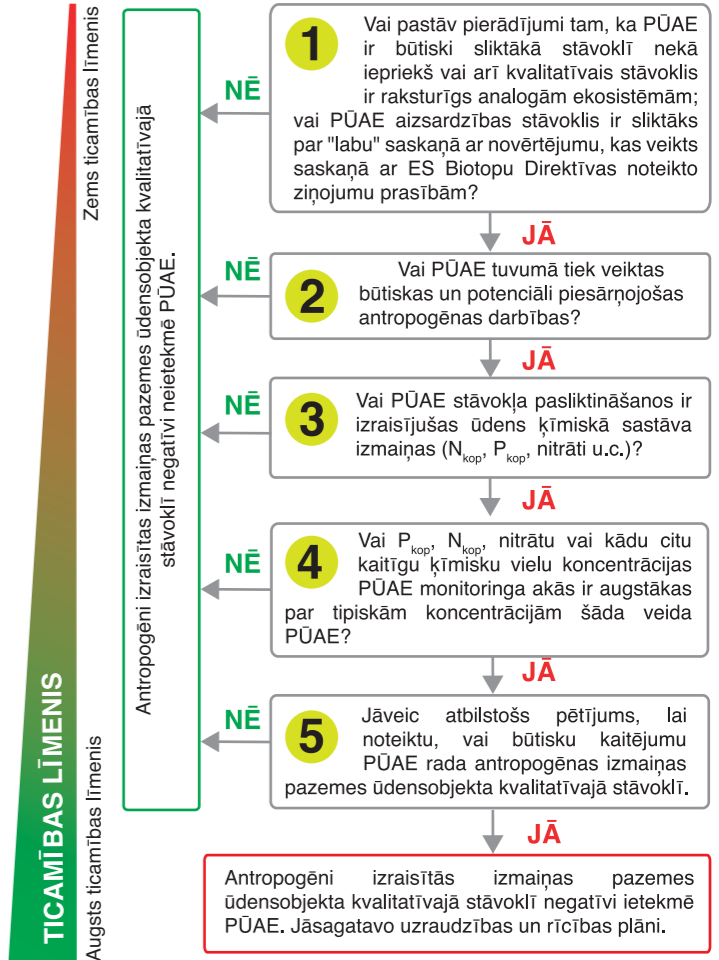 Zems ticamības līmenis
TICAMĪBAS LĪMENIS
Augsts ticamības līmenis
Antropogēni izraisītas izmaiņas pazemes ūdensobjekta kvalitatīvajā
stāvoklī negatīvi neietekmē PŪAE.
1
Vai pastāv pierādījumi tam, ka PŪAE
ir būtiski sliktākā stāvoklī nekā
iepriekš vai arī kvalitatīvais stāvoklis
ir raksturīgs analogām ekosistēmām;
vai PŪAE aizsardzības stāvoklis ir sliktāks
par "labu" saskaņā ar novērtējumu, kas veikts
saskaņā ar ES Biotopu Direktīvas noteikto
ziņojumu prasībām?
NĒ
JĀ
2
Vai PŪAE tuvumā tiek veiktas
būtiskas un potenciāli piesārņojošas
antropogēnas darbības?
NĒ
JĀ
3
Vai PŪAE stāvokļa pasliktināšanos ir
izraisījušas ūdens ķīmiskā sastāva
izmaiņas (Nkop, Pkop, nitrāti u.c.)?
NĒ
JĀ
4
Vai Pkop, Nkop, nitrātu vai kādu citu
kaitīgu ķīmisku vielu koncentrācijas
PŪAE monitoringa akās ir augstākas
par tipiskām koncentrācijām šāda veida
PŪAE?
NĒ
JĀ
5
Jāveic atbilstošs pētījums, lai
noteiktu, vai būtisku kaitējumu
PŪAE rada antropogēnas izmaiņas
pazemes ūdensobjekta kvalitatīvajā stāvoklī.
NĒ
JĀ
Antropogēni izraisītās izmaiņas pazemes
ūdensobjekta kvalitatīvajā stāvoklī negatīvi ietekmē
PŪAE. Jāsagatavo uzraudzības un rīcības plāni.